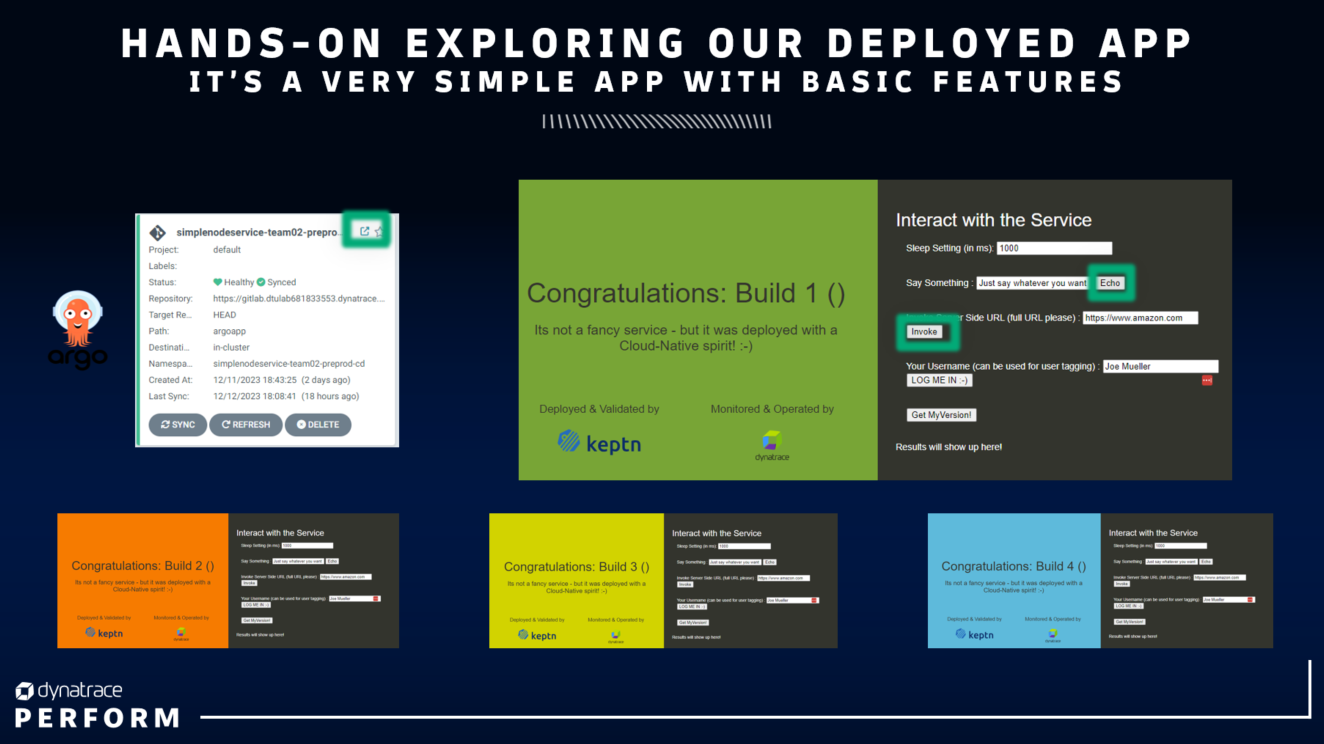 HANDS-ON EXPLORING OUR DEPLOYED APP
IT'S A VERY SIMPLE APP WITH BASIC FEATURES
simplenodeservice-team02-prepro...
Project: default
Labels:
Status: Healthy Synced
Repository: https://gitlab.dtulab681833553.dynatrace....
Target Re... HEAD
Path: argoapp
Destinati... in-cluster
Namespa... simplenodeservice-team02-preprod-cd
Created At: 12/11/2023 18:43:25 (2 days ago)
Last Sync: 12/12/2023 18:08:41 (18 hours ago)
SYNC REFRESH DELETE
argo
Congratulations: Build 1 ()
Its not a fancy service - but it was deployed with a
Cloud-Native spirit! :-)
Deployed & Validated by Monitored & Operated by
keptn dynatrace
Interact with the Service
Sleep Setting (in ms): 1000
Say Something : Just say whatever you want Echo
Side URL (full URL please) : https://www.amazon.com
Invoke
Your Username (can be used for user tagging) : Joe Mueller
LOG ME IN :-)
Get MyVersion!
Results will show up here!
Congratulations: Build 2 ()
Its not a fancy service - but it was deployed with a
Cloud-Native spirit! :-)
Deployed & Validated by Monitored & Operated by
keptn dynatrace
Interact with the Service
Sleep Setting (in ms): 1000
Say Something : Just say whatever you want Echo
Invoke Server Side URL (full URL please) : https://www.amazon.com
Invoke
Your Username (can be used for user tagging) : Joe Mueller
LOG ME IN :-)
Get MyVersion!
Results will show up here!
Congratulations: Build 3 ()
Its not a fancy service - but it was deployed with a
Cloud-Native spirit! :-)
Deployed & Validated by Monitored & Operated by
keptn dynatrace
Interact with the Service
Sleep Setting (in ms): 1000
Say Something : Just say whatever you want Echo
Invoke Server Side URL (full URL please) : https://www.amazon.com
Invoke
Your Username (can be used for user tagging) : Joe Mueller
LOG ME IN :-)
Get MyVersion!
Results will show up here!
Congratulations: Build 4 ()
Its not a fancy service - but it was deployed with a
Cloud-Native spirit! :-)
Deployed & Validated by Monitored & Operated by
keptn dynatrace
Interact with the Service
Sleep Setting (in ms): 1000
Say Something : Just say whatever you want Echo
Invoke Server Side URL (full URL please) : https://www.amazon.com
Invoke
Your Username (can be used for user tagging) : Joe Mueller
LOG ME IN :-)
Get MyVersion!
Results will show up here!
dynatrace
PERFORM